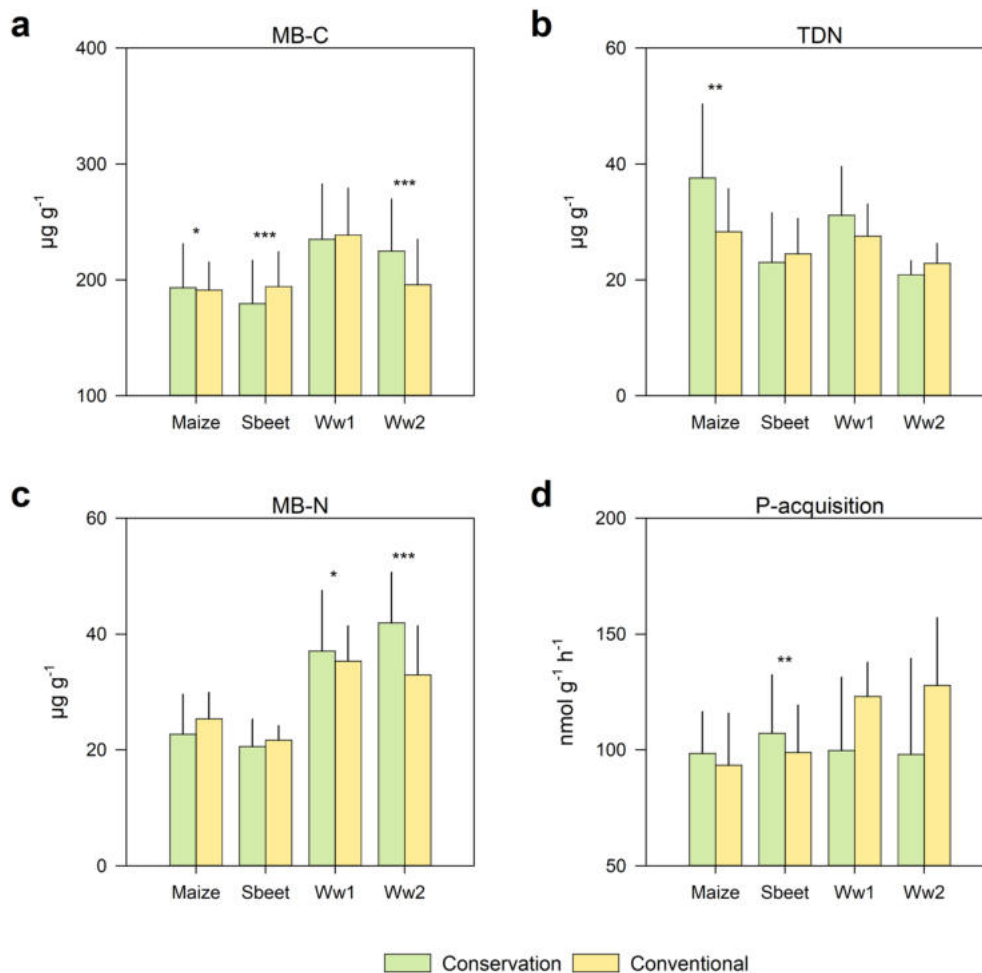 a
MB-C
400
300
200
100
µg g⁻¹
*
***
***
Maize Sbeet Ww1 Ww2
b
TDN
60
40
20
0
µg g⁻¹
**
Maize Sbeet Ww1 Ww2
c
MB-N
60
40
20
0
µg g⁻¹
*
***
Maize Sbeet Ww1 Ww2
d
P-acquisition
200
150
100
50
nmol g⁻¹ h⁻¹
**
Maize Sbeet Ww1 Ww2
Conservation Conventional